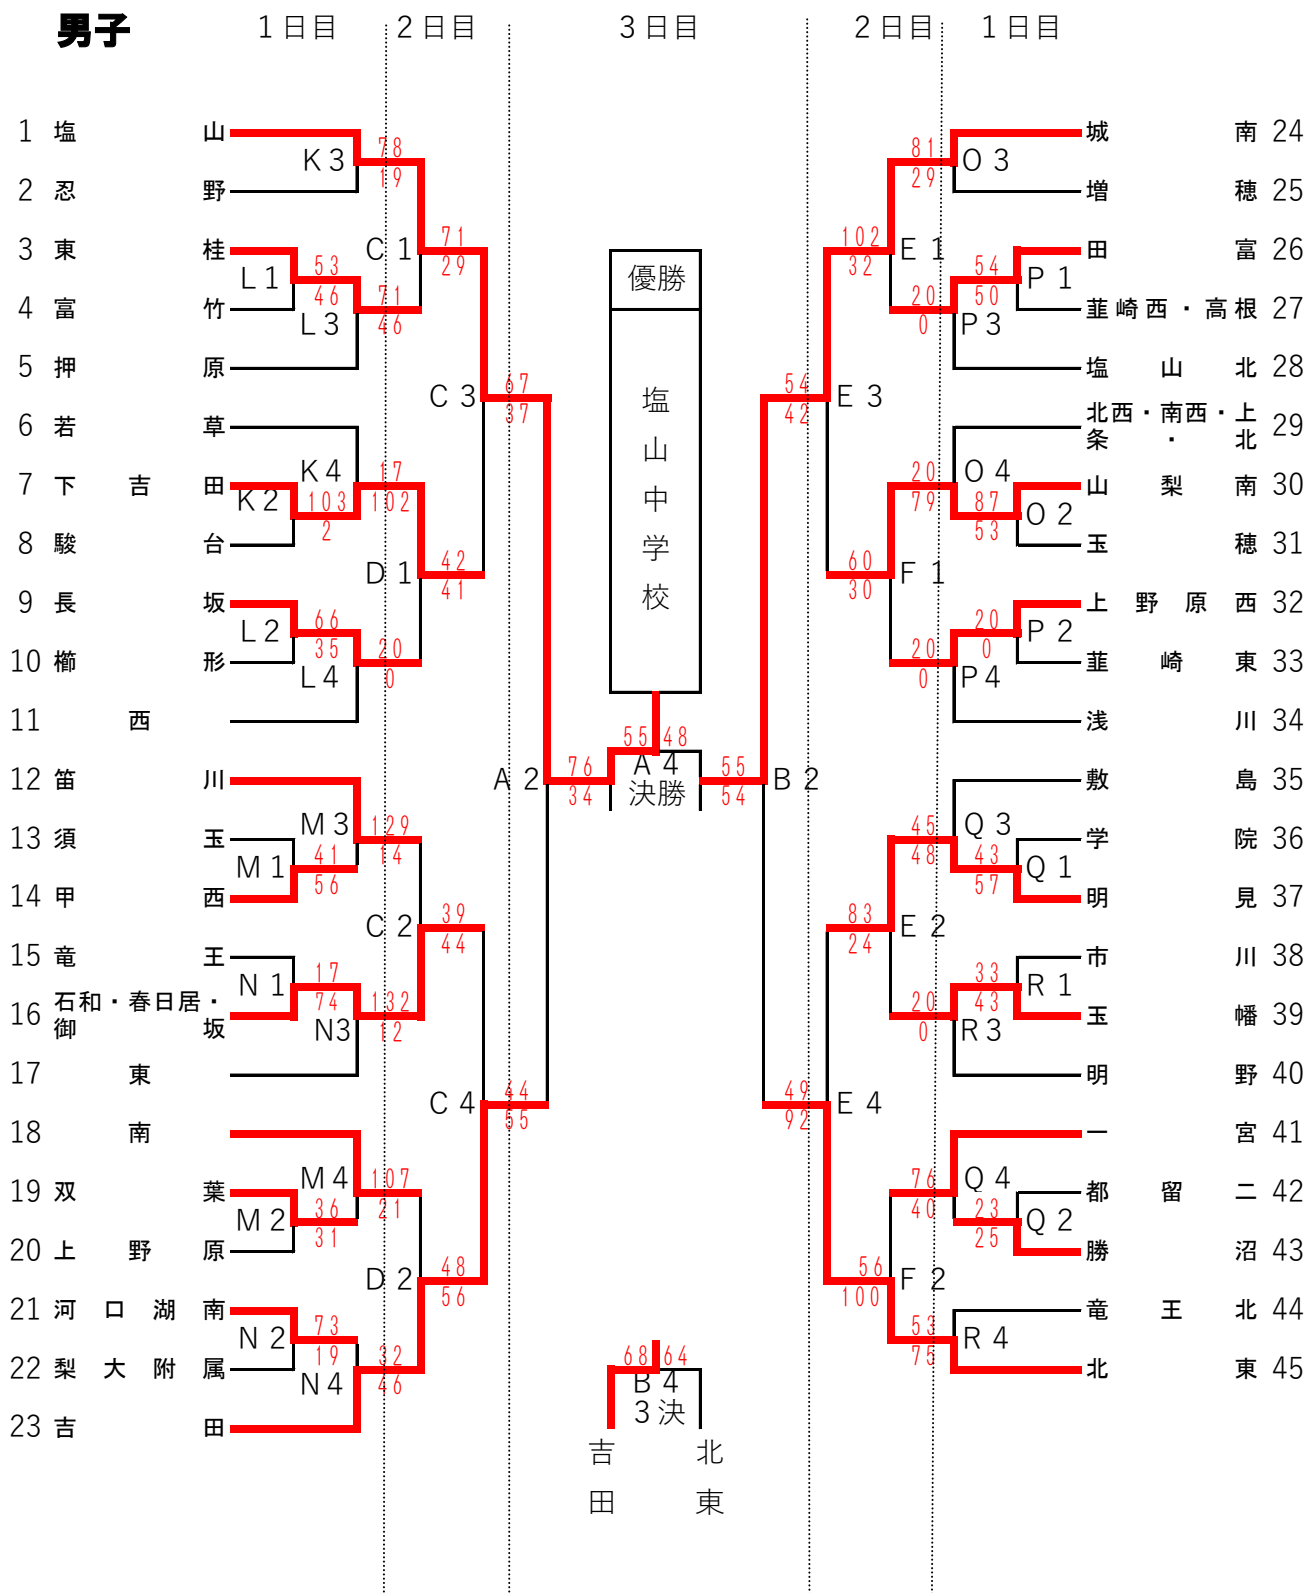 男子
1日目 2日目 3日目 2日目 1日目
1 塩山
2 忍野
3 東桂
4 富竹
5 押原
6 若草
7 下吉田
8 駿台
9 長坂
10 櫛形
11 西
12 笛川
13 須玉
14 甲西
15 竜王
16 石和・春日居・
御坂
17 東
18 南
19 双葉
20 上野原
21 河口湖南
22 梨大附属
23 吉田
K3 78 19
L1 53 46
L3 71 46
C1 71 29
K2 103 2
K4 17 102
L2 66 35
L4 20 0
D1 42 41
C3 67 37
M1 41 56
M3 129 14
N1 17 74
N3 132 12
C2 39 44
M2 36 31
M4 107 21
N2 73 19
N4 32 46
D2 48 56
C4 44 55
A2 76 34
優勝
塩山中学校
55 48
A4
決勝
68 64
B4
3決
吉田
北東
B2 55 54
E3 54 42
E1 102 32
O3 81 29
P1 54 50
P3 20 0
F1 60 30
O4 20 79
O2 87 53
P2 20 0
P4 20 0
E4 49 92
E2 83 24
Q3 45 48
Q1 43 57
R1 33 43
R3 20 0
F2 56 100
Q4 76 40
Q2 23 25
R4 53 75
城南 24
増穂 25
田富 26
韮崎西・高根 27
塩山北 28
北西・南西・上
条・北 29
山梨南 30
玉穂 31
上野原西 32
韮崎東 33
浅川 34
敷島 35
学院 36
明見 37
市川 38
玉幡 39
明野 40
一宮 41
都留二 42
勝沼 43
竜王北 44
北東 45